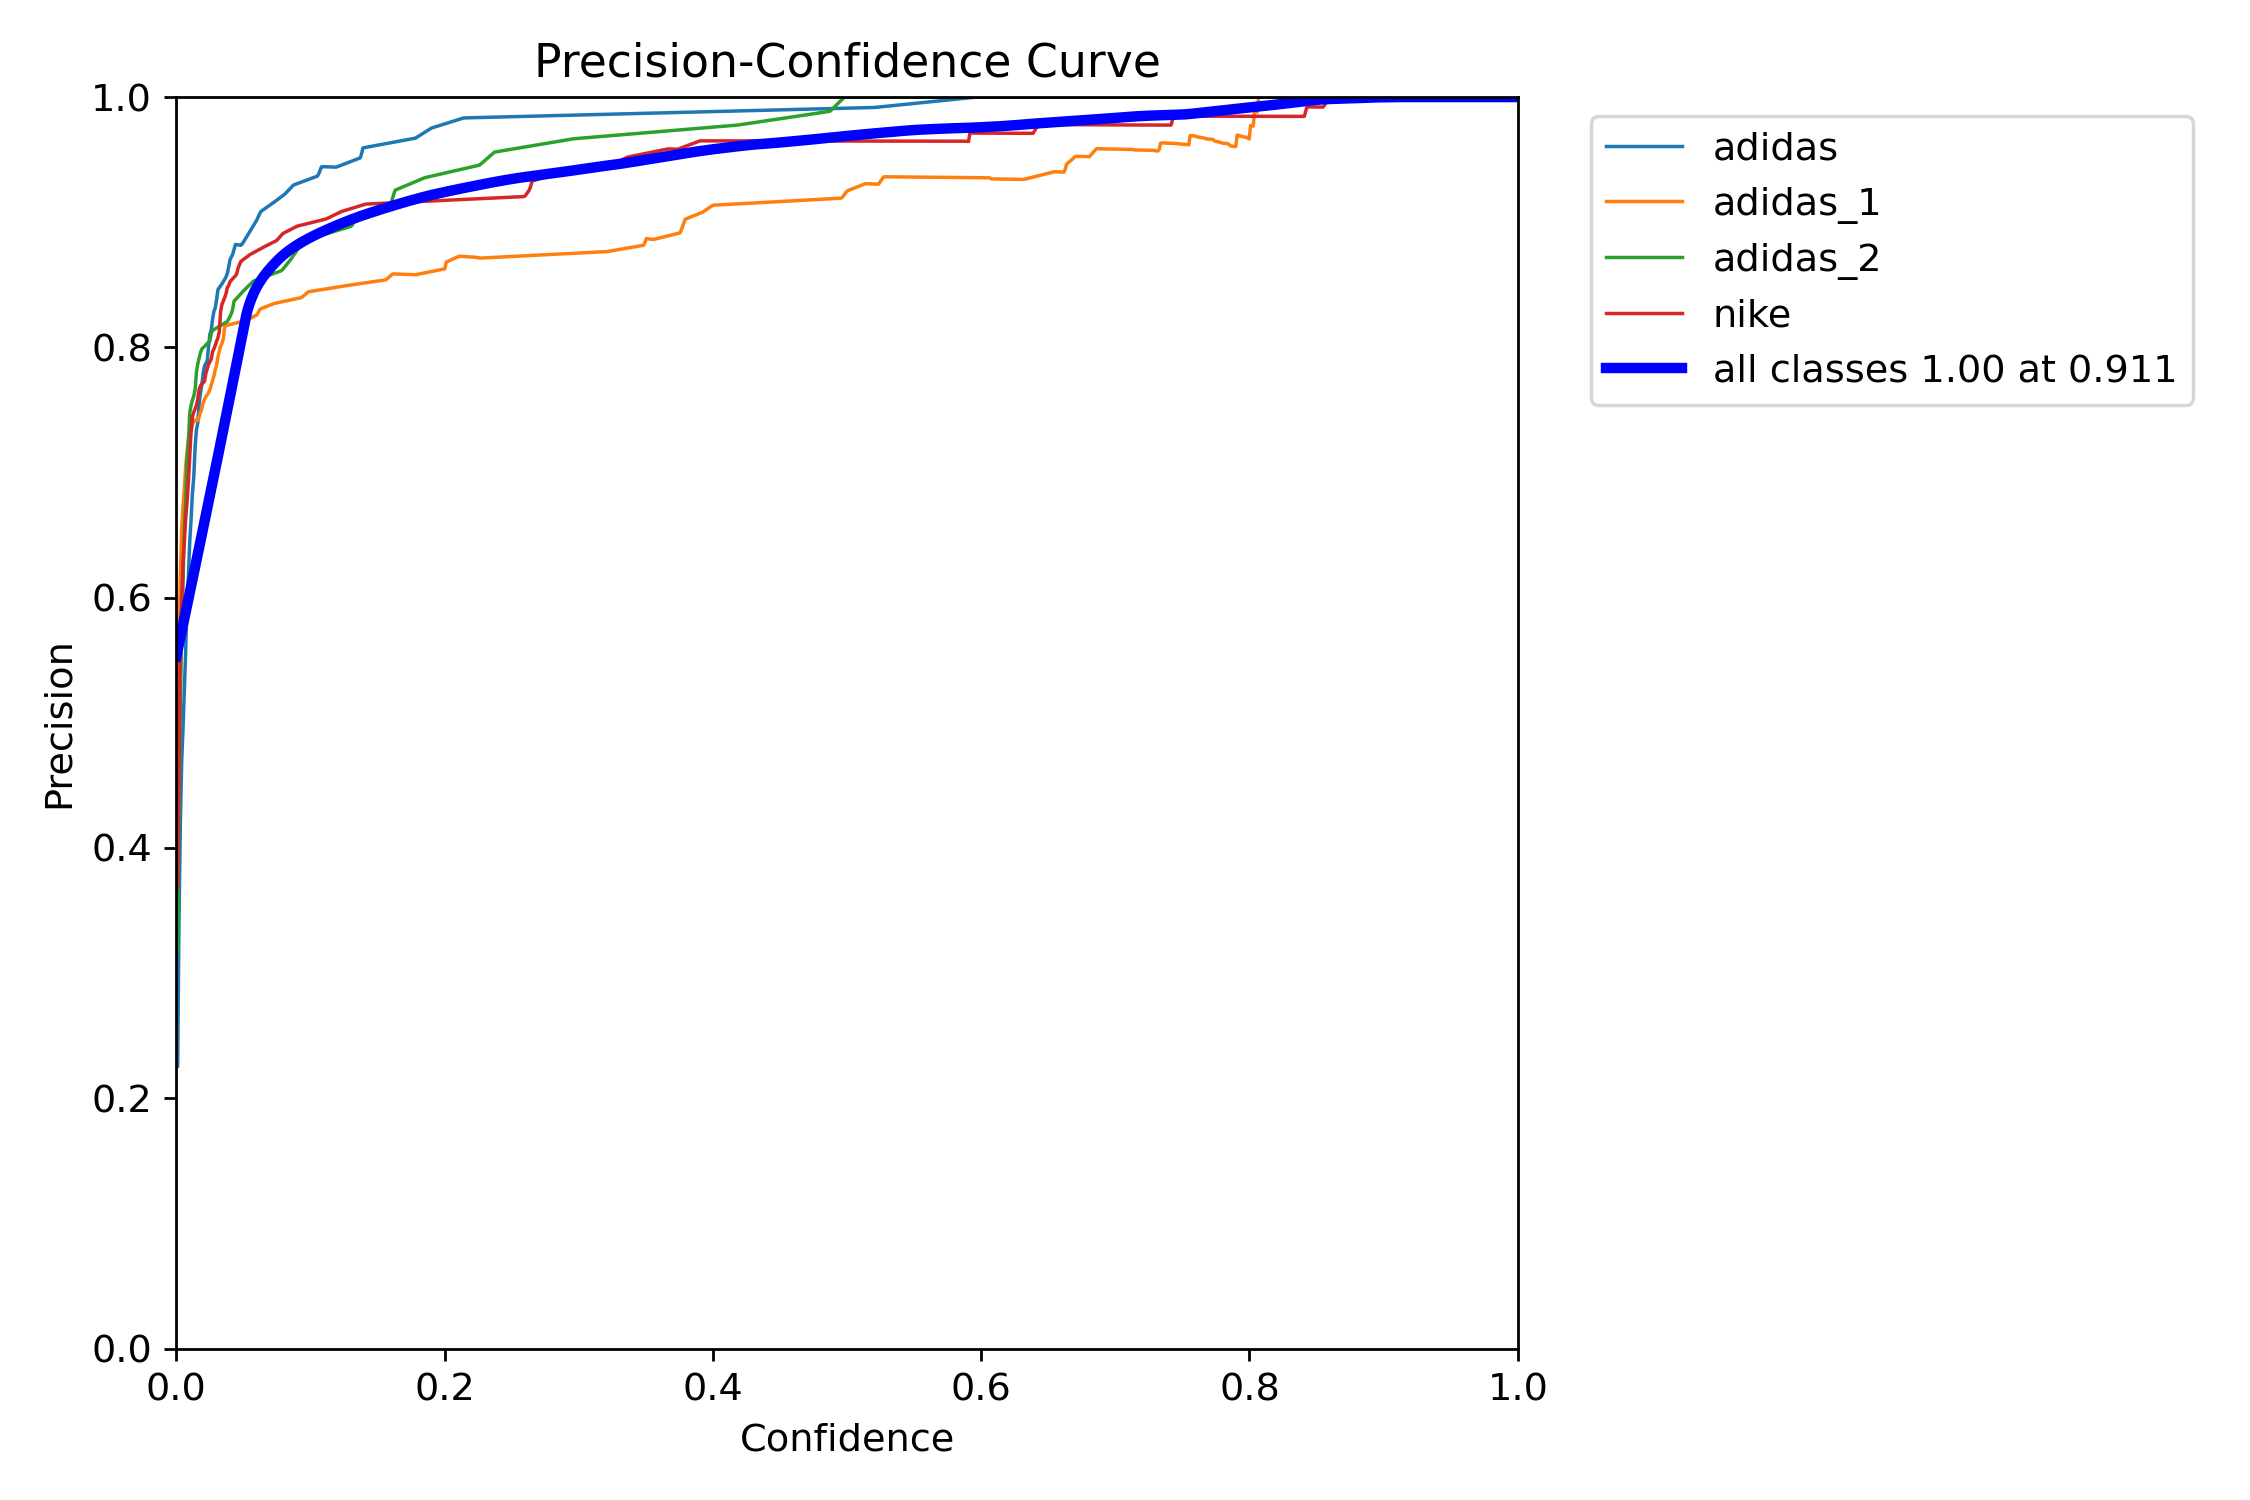 Precision-Confidence Curve
1.0
0.8
0.6
0.4
0.2
0.0
Precision
0.0 0.2 0.4 0.6 0.8 1.0
Confidence
adidas
adidas_1
adidas_2
nike
all classes 1.00 at 0.911